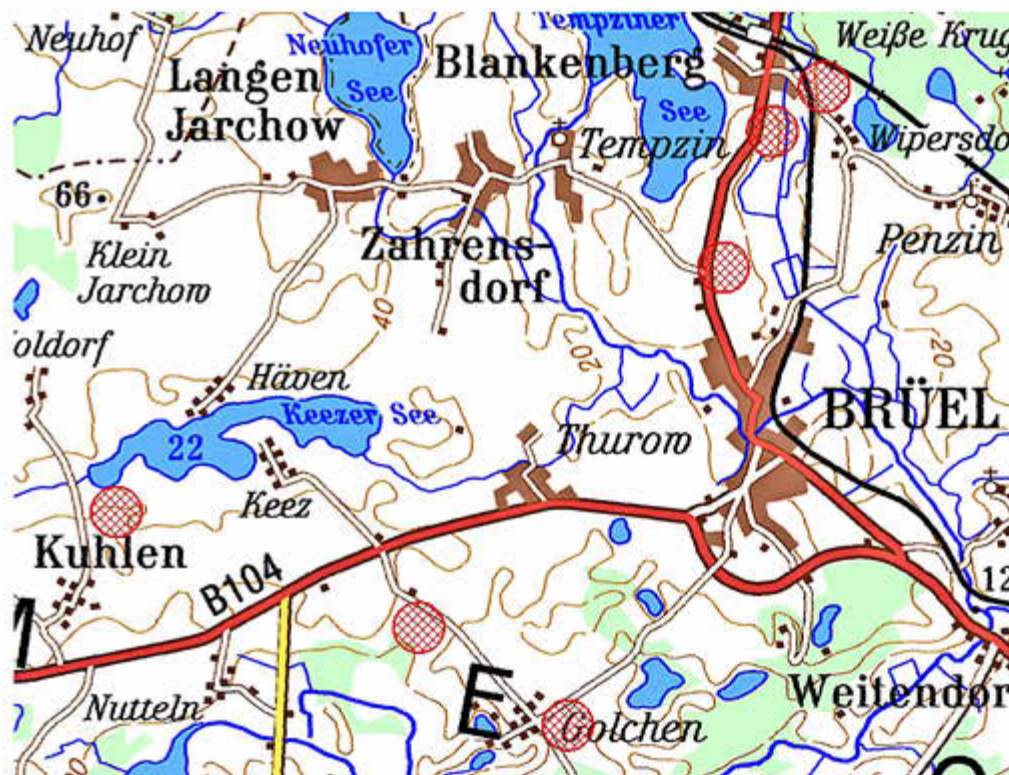 Neuhof
Neuhofer
See
Tempziner
See
Blankenberg
Weiße Krug
Langen
Jarchow
Tempzin
Wipersdo
66
Klein
Jarchow
Zahrens-
dorf
Penzin
40
20
20
oldorf
Häven
Keezer See
22
BRÜEL
Thurow
Keez
Kuhlen
B104
12
M
E
Nutteln
Golchen
Weitendor